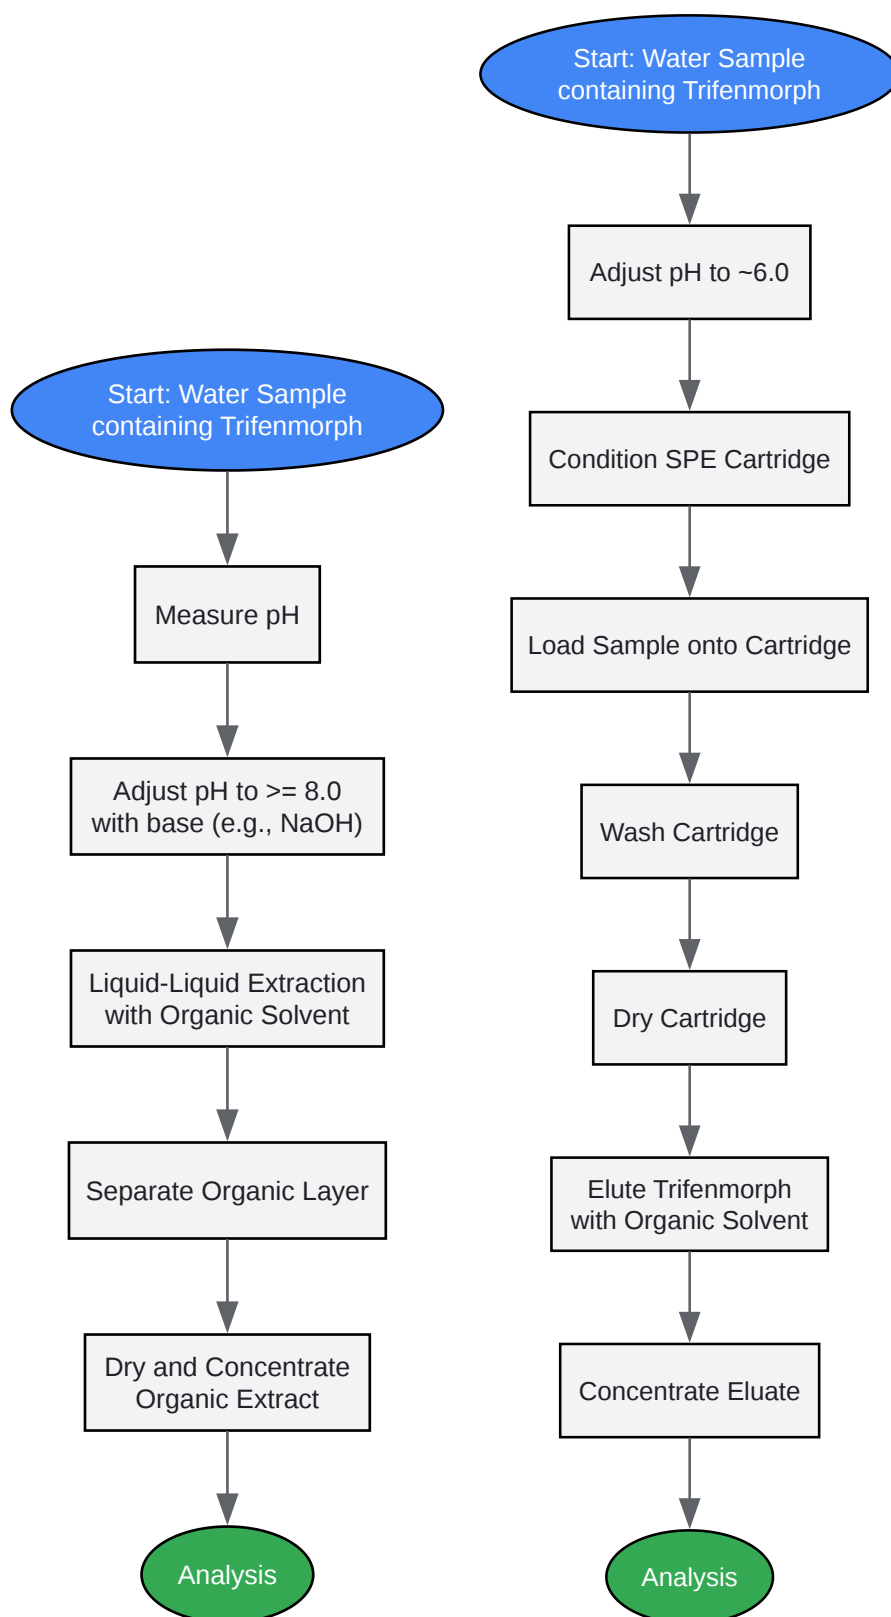 Start: Water Sample
containing Trifenmorph
Measure pH
Adjust pH to >= 8.0
with base (e.g., NaOH)
Liquid-Liquid Extraction
with Organic Solvent
Separate Organic Layer
Dry and Concentrate
Organic Extract
Analysis
Start: Water Sample
containing Trifenmorph
Adjust pH to ~6.0
Condition SPE Cartridge
Load Sample onto Cartridge
Wash Cartridge
Dry Cartridge
Elute Trifenmorph
with Organic Solvent
Concentrate Eluate
Analysis